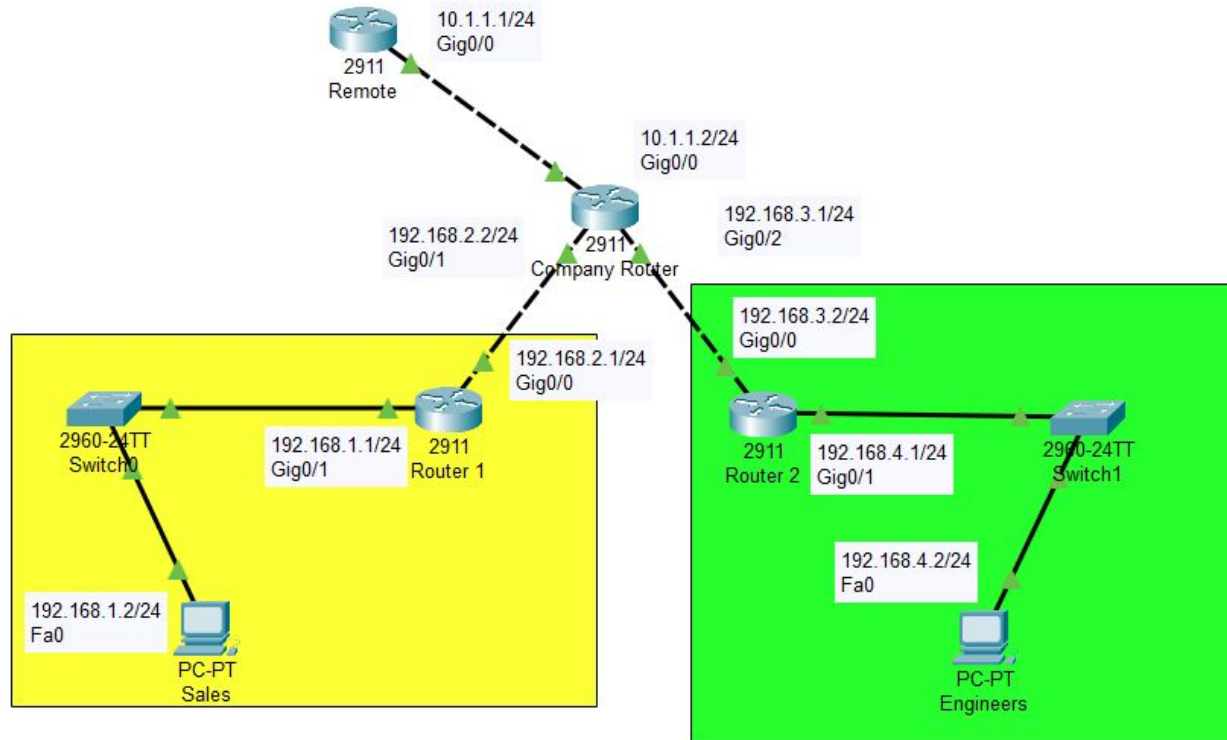 10.1.1.1/24
Gig0/0
2911
Remote
10.1.1.2/24
Gig0/0
192.168.2.2/24
Gig0/1
192.168.3.1/24
Gig0/2
2911
Company Router
192.168.2.1/24
Gig0/0
192.168.3.2/24
Gig0/0
2960-24TT
Switch0
192.168.1.1/24
Gig0/1
2911
Router 1
2911
Router 2
192.168.4.1/24
Gig0/1
2960-24TT
Switch1
192.168.1.2/24
Fa0
PC-PT
Sales
192.168.4.2/24
Fa0
PC-PT
Engineers